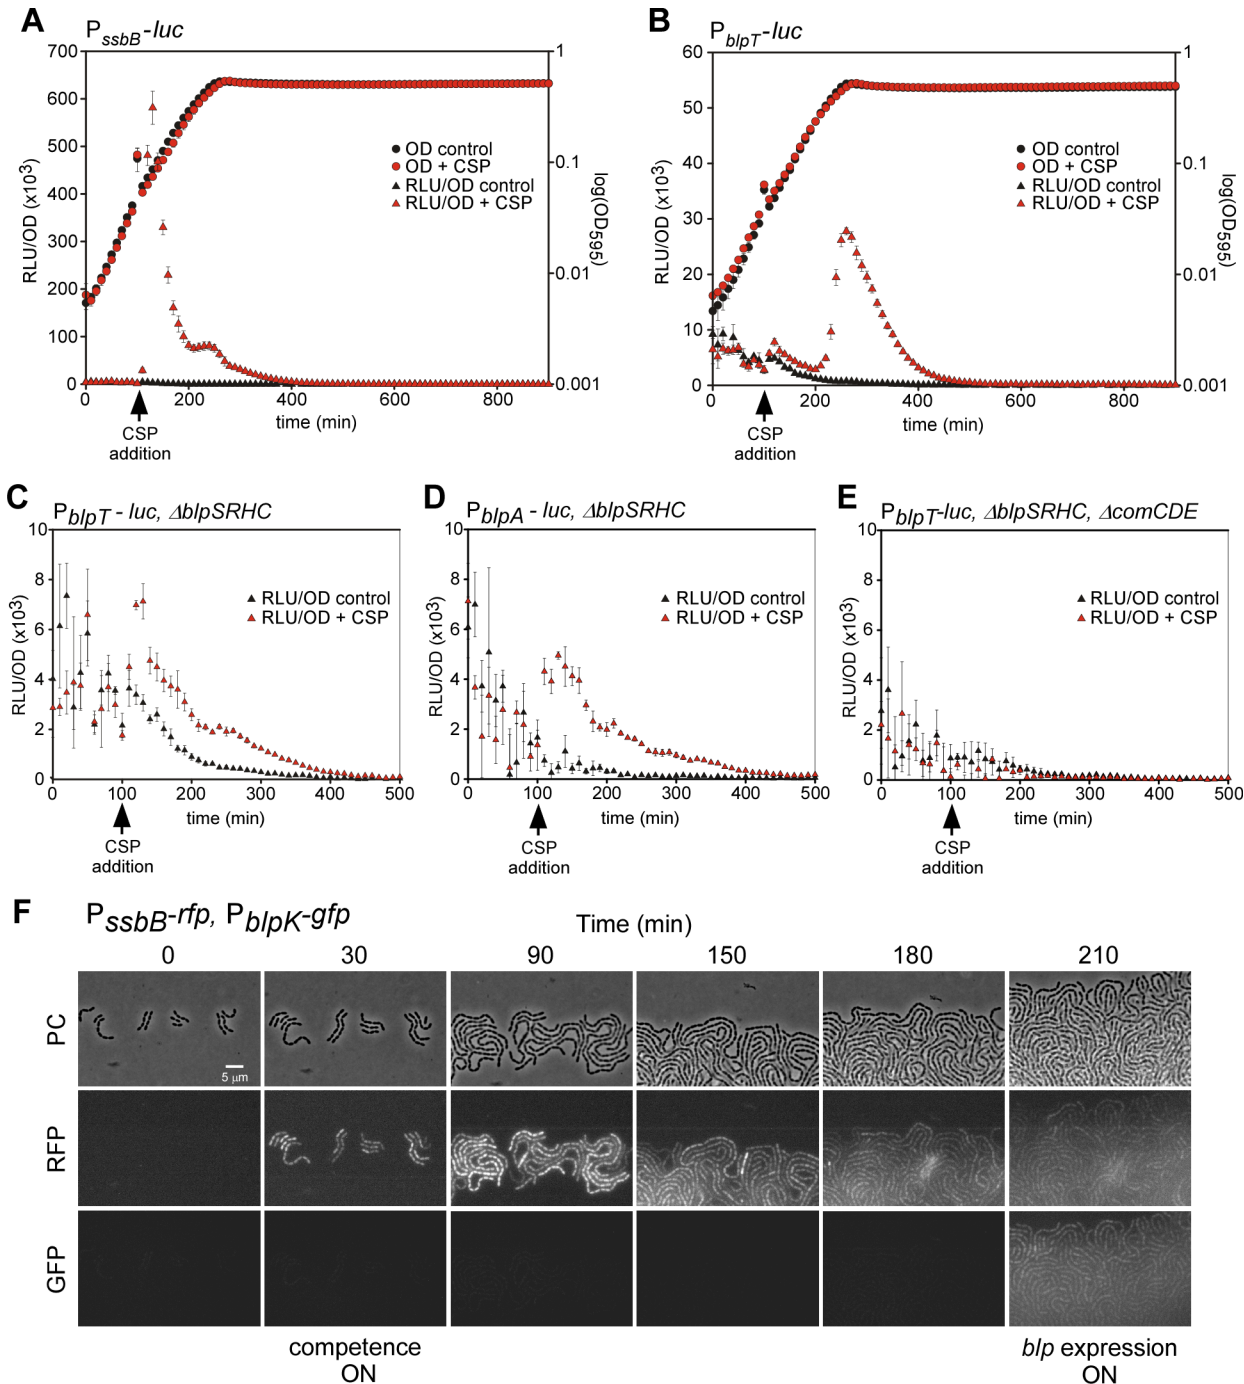 A
P_ssbB-luc
700
600
500
400
300
200
100
0
RLU/OD (x10³)
1
0.1
0.01
0.001
log(OD595)
OD control
OD + CSP
RLU/OD control
RLU/OD + CSP
0 200 400 600 800
time (min)
CSP
addition
B
P_blpT-luc
60
50
40
30
20
10
0
RLU/OD (x10³)
1
0.1
0.01
0.001
log(OD595)
OD control
OD + CSP
RLU/OD control
RLU/OD + CSP
0 200 400 600 800
time (min)
CSP
addition
C
P_blpT - luc, ΔblpSRHC
10
8
6
4
2
0
RLU/OD (x10³)
RLU/OD control
RLU/OD + CSP
0 100 200 300 400 500
time (min)
CSP
addition
D
P_blpA - luc, ΔblpSRHC
10
8
6
4
2
0
RLU/OD (x10³)
RLU/OD control
RLU/OD + CSP
0 100 200 300 400 500
time (min)
CSP
addition
E
P_blpT-luc, ΔblpSRHC, ΔcomCDE
10
8
6
4
2
0
RLU/OD (x10³)
RLU/OD control
RLU/OD + CSP
0 100 200 300 400 500
time (min)
CSP
addition
F
P_ssbB-rfp, P_blpK-gfp
Time (min)
0 30 90 150 180 210
PC
5 µm
RFP
GFP
competence
ON
blp expression
ON